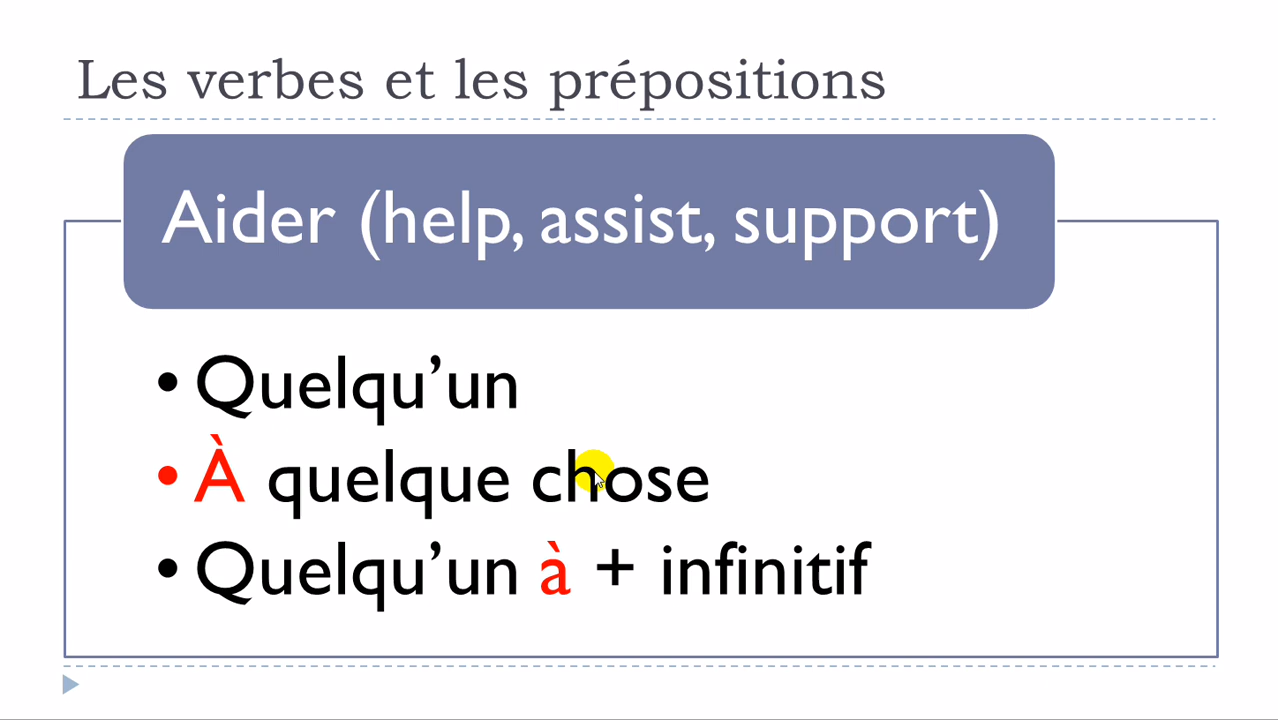 Les verbes et les prépositions
Aider (help, assist, support)
• Quelqu’un
• À quelque chose
• Quelqu’un à + infinitif